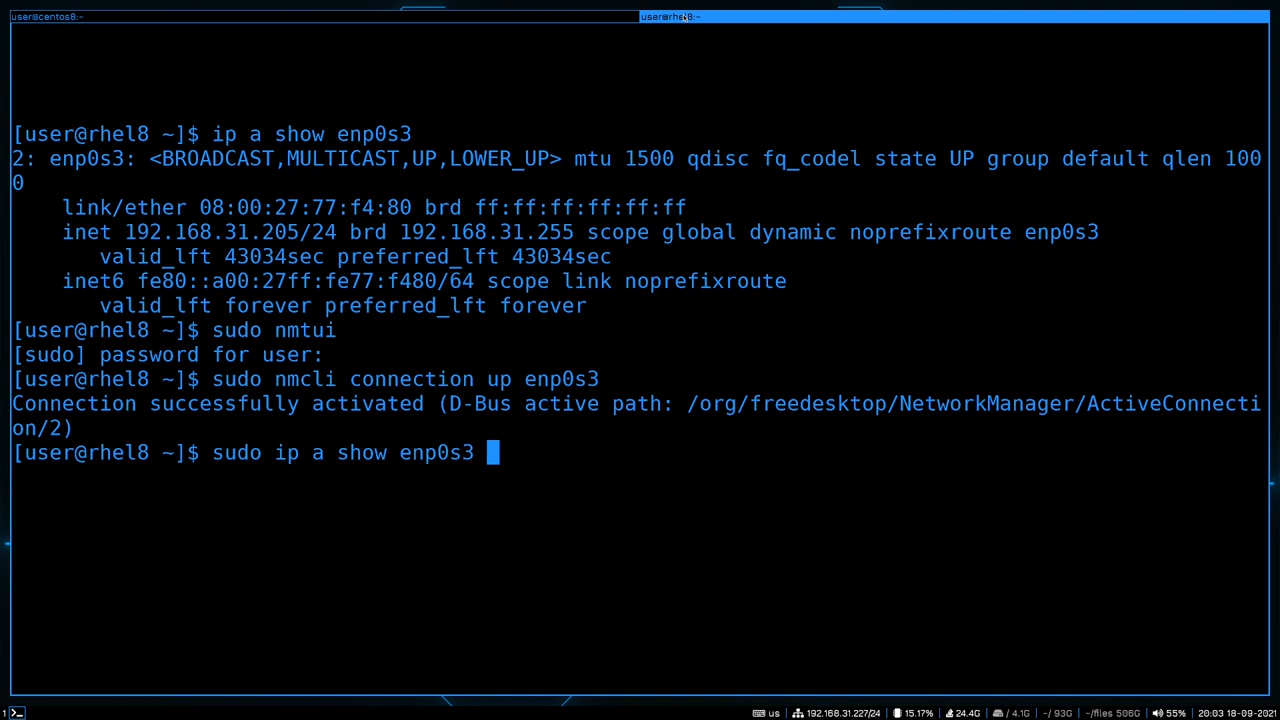 user@centos8:~
user@rhel8:~
[user@rhel8 ~]$ ip a show enp0s3
2: enp0s3: <BROADCAST,MULTICAST,UP,LOWER_UP> mtu 1500 qdisc fq_codel state UP group default qlen 100
0
    link/ether 08:00:27:77:f4:80 brd ff:ff:ff:ff:ff:ff
    inet 192.168.31.205/24 brd 192.168.31.255 scope global dynamic noprefixroute enp0s3
       valid_lft 43034sec preferred_lft 43034sec
    inet6 fe80::a00:27ff:fe77:f480/64 scope link noprefixroute
       valid_lft forever preferred_lft forever
[user@rhel8 ~]$ sudo nmtui
[sudo] password for user:
[user@rhel8 ~]$ sudo nmcli connection up enp0s3
Connection successfully activated (D-Bus active path: /org/freedesktop/NetworkManager/ActiveConnecti
on/2)
[user@rhel8 ~]$ sudo ip a show enp0s3
1 us 192.168.31.227/24 15.17% 24.4G / 4.1G ~/ 93G ~/files 506G 55% 20:03 18-09-2021